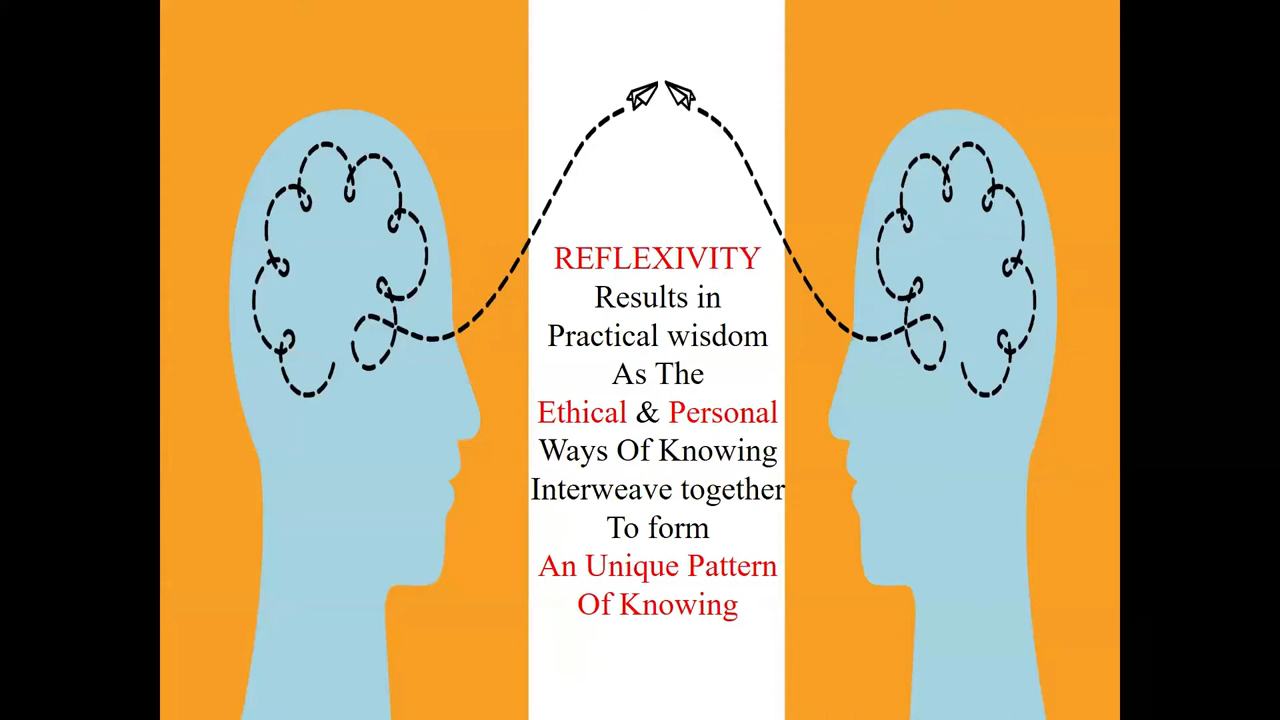 REFLEXIVITY
Results in
Practical wisdom
As The
Ethical & Personal
Ways Of Knowing
Interweave together
To form
An Unique Pattern
Of Knowing